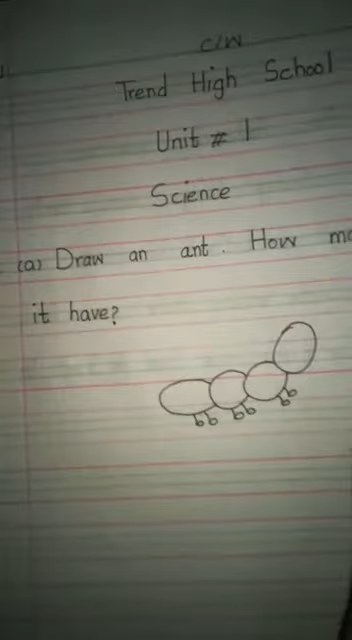 C/W
Trend High School
Unit # 1
Science
(a) Draw an ant. How
it have?